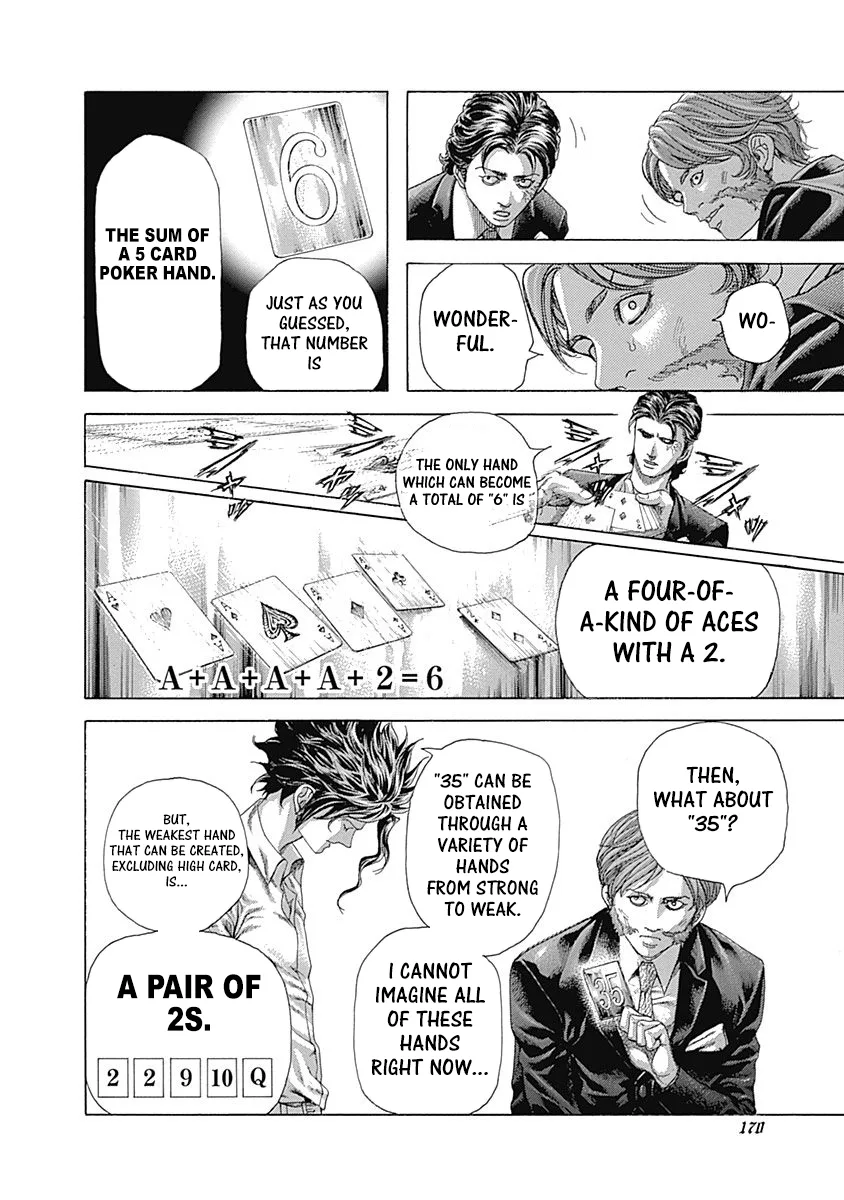 WO-
WONDER-
FUL.
JUST AS YOU
GUESSED,
THAT NUMBER
IS
6
THE SUM OF
A 5 CARD
POKER HAND.
THE ONLY HAND
WHICH CAN BECOME
A TOTAL OF "6" IS
A FOUR-OF-
A-KIND OF ACES
WITH A 2.
A+A+A+A+2=6
THEN,
WHAT ABOUT
"35"?
35
"35" CAN BE
OBTAINED
THROUGH A
VARIETY OF
HANDS
FROM STRONG
TO WEAK.
I CANNOT
IMAGINE ALL
OF THESE
HANDS
RIGHT NOW...
BUT,
THE WEAKEST HAND
THAT CAN BE CREATED,
EXCLUDING HIGH CARD,
IS...
A PAIR OF
2S.
2 2 9 10 Q
170